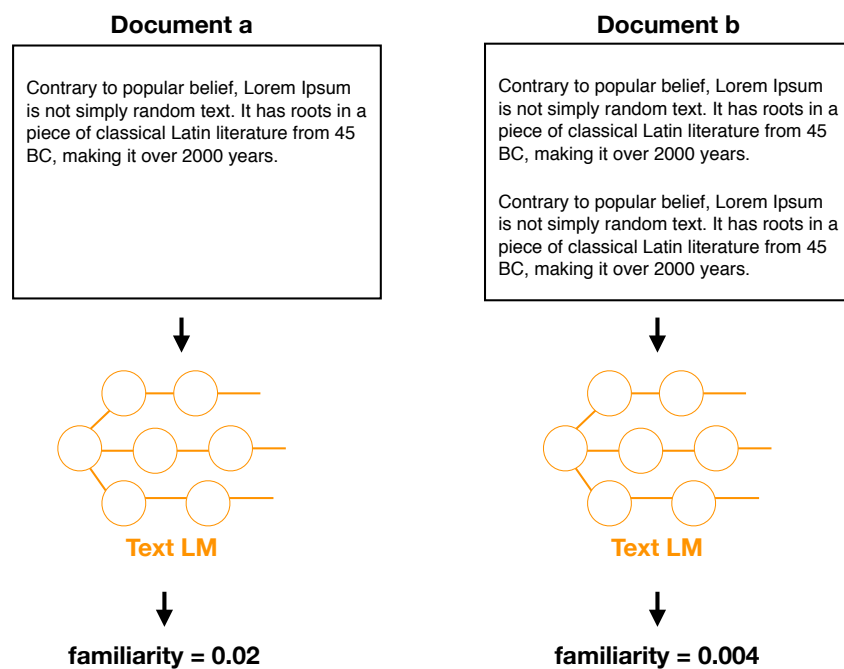 Document a
Contrary to popular belief, Lorem Ipsum
is not simply random text. It has roots in a
piece of classical Latin literature from 45
BC, making it over 2000 years.
Text LM
familiarity = 0.02
Document b
Contrary to popular belief, Lorem Ipsum
is not simply random text. It has roots in a
piece of classical Latin literature from 45
BC, making it over 2000 years.
Contrary to popular belief, Lorem Ipsum
is not simply random text. It has roots in a
piece of classical Latin literature from 45
BC, making it over 2000 years.
Text LM
familiarity = 0.004